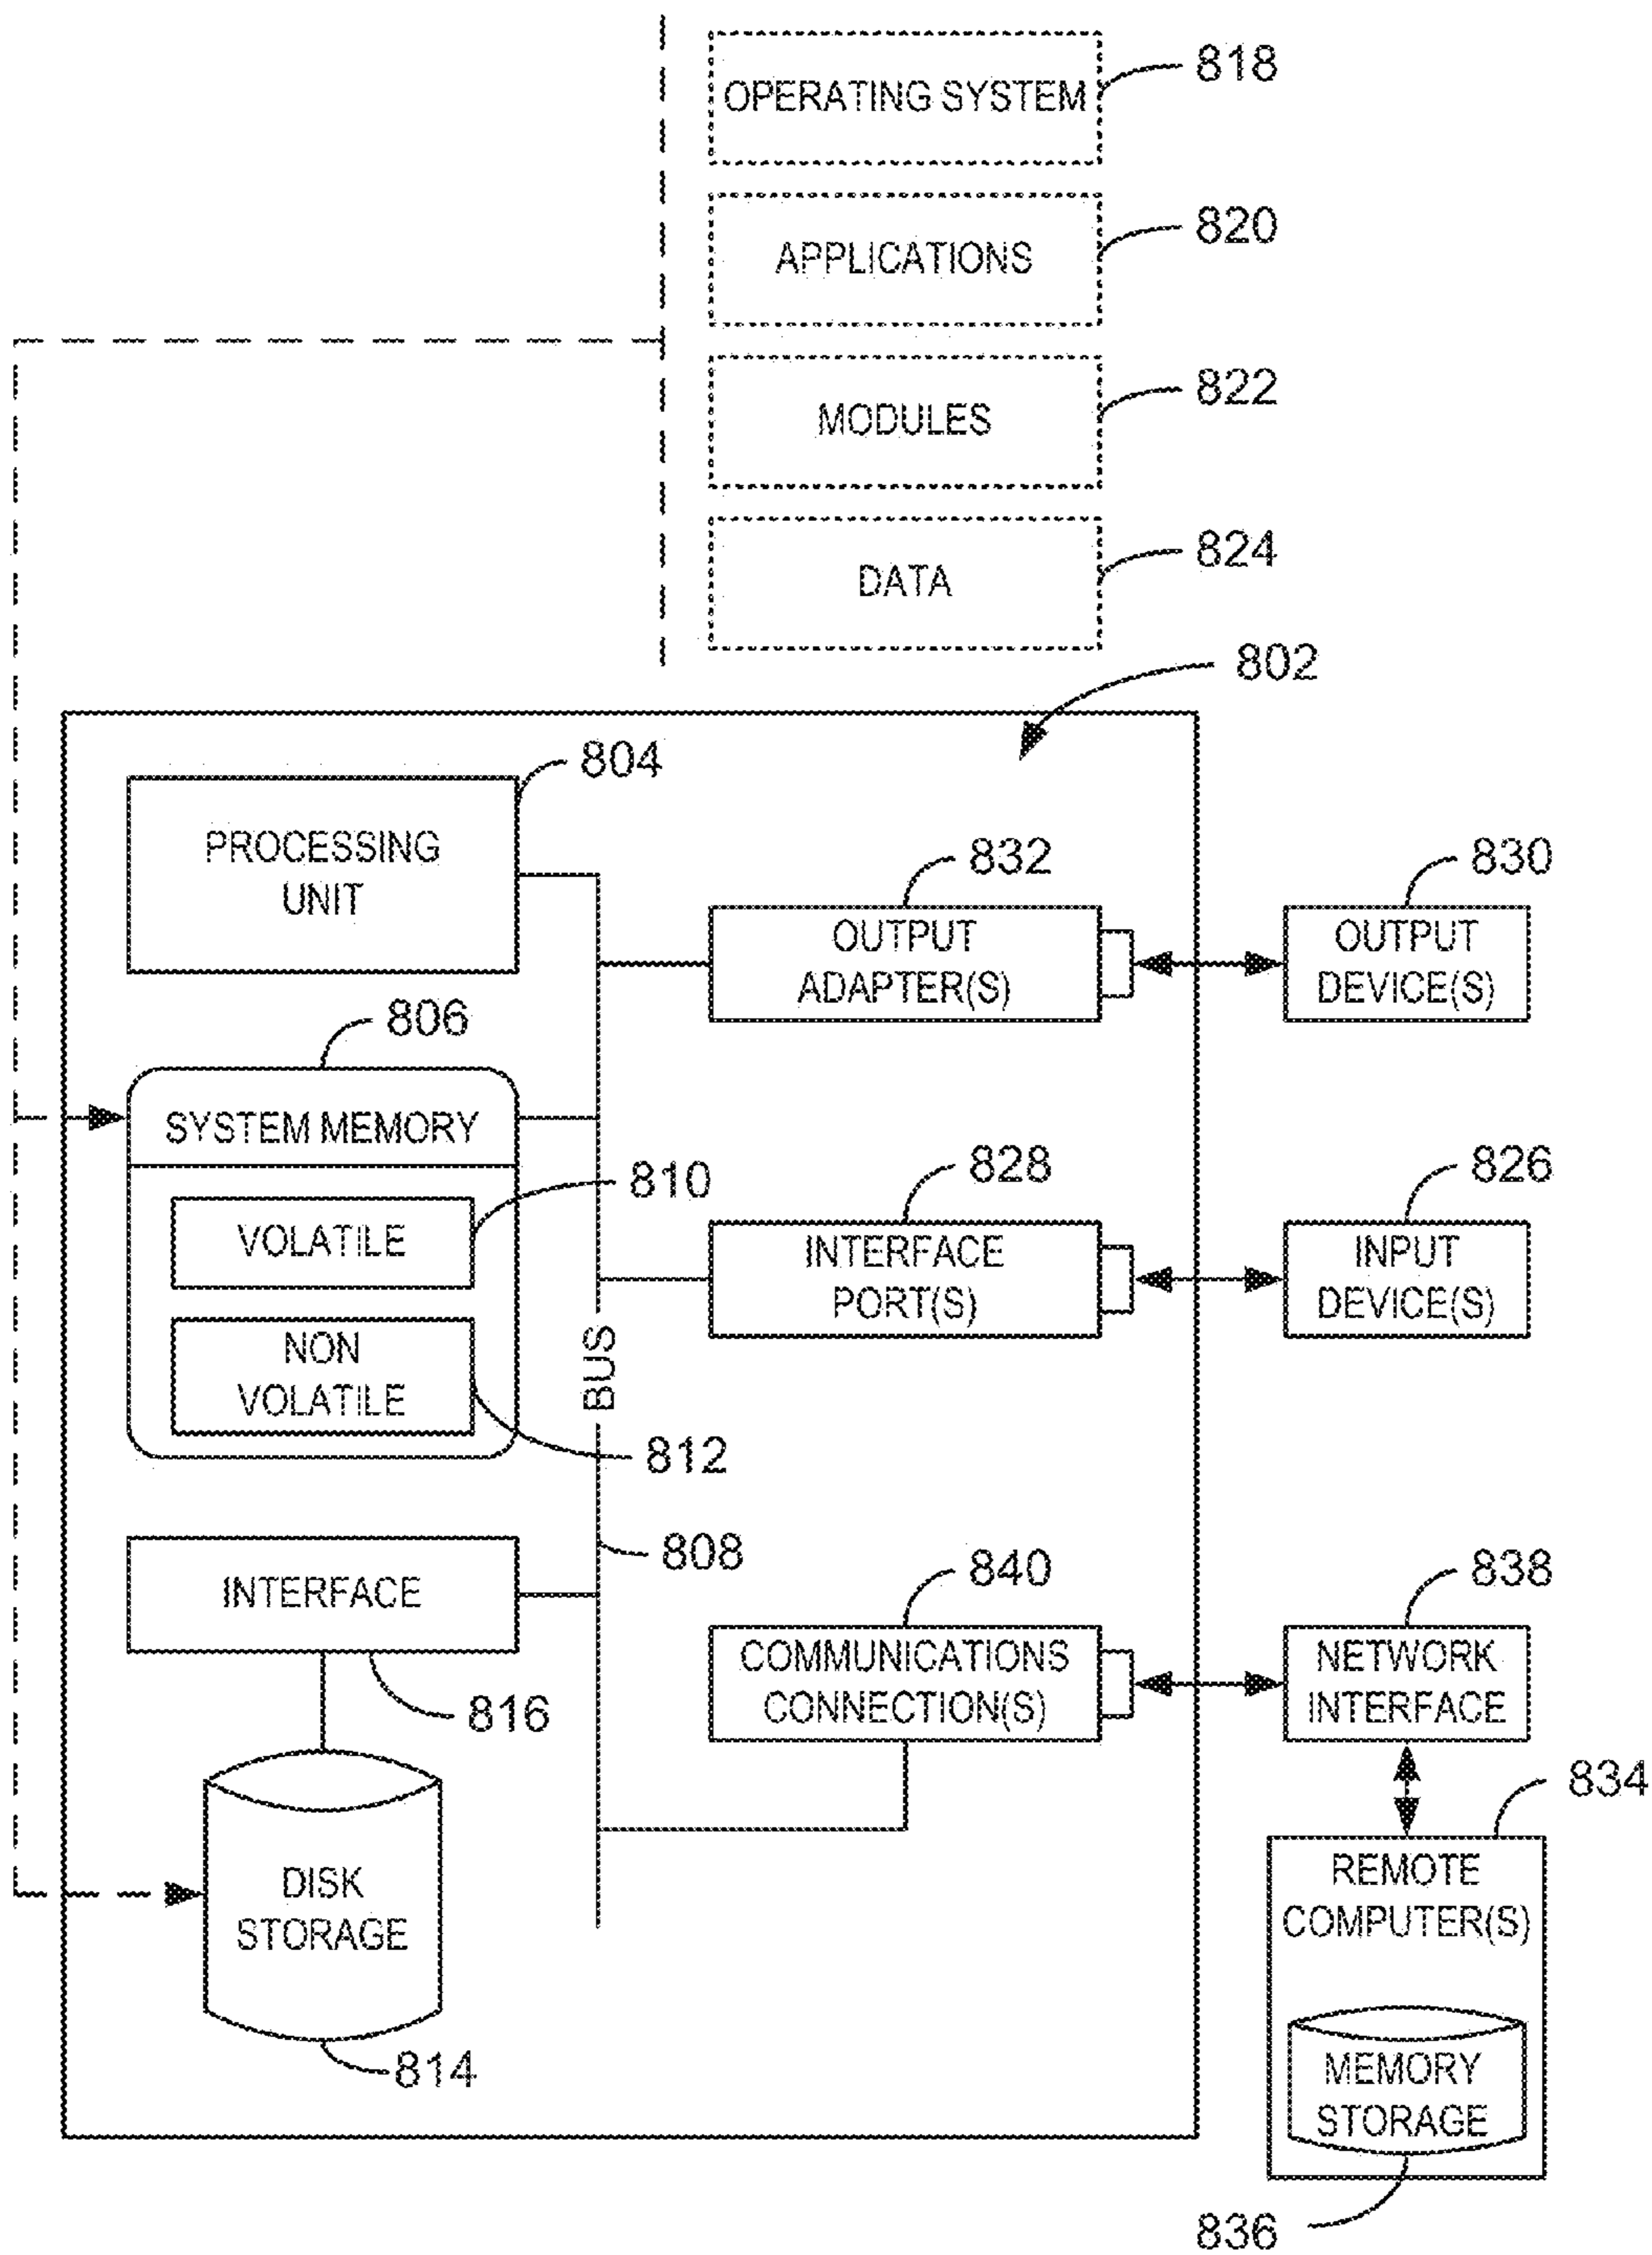 818
OPERATING SYSTEM
820
APPLICATIONS
822
MODULES
824
DATA
802
804
PROCESSING
UNIT
832
OUTPUT
ADAPTER(S)
830
OUTPUT
DEVICE(S)
806
SYSTEM MEMORY
810
VOLATILE
NON
VOLATILE
812
828
INTERFACE
PORT(S)
826
INPUT
DEVICE(S)
BUS
808
INTERFACE
816
840
COMMUNICATIONS
CONNECTION(S)
838
NETWORK
INTERFACE
834
REMOTE
COMPUTER(S)
DISK
STORAGE
814
MEMORY
STORAGE
836